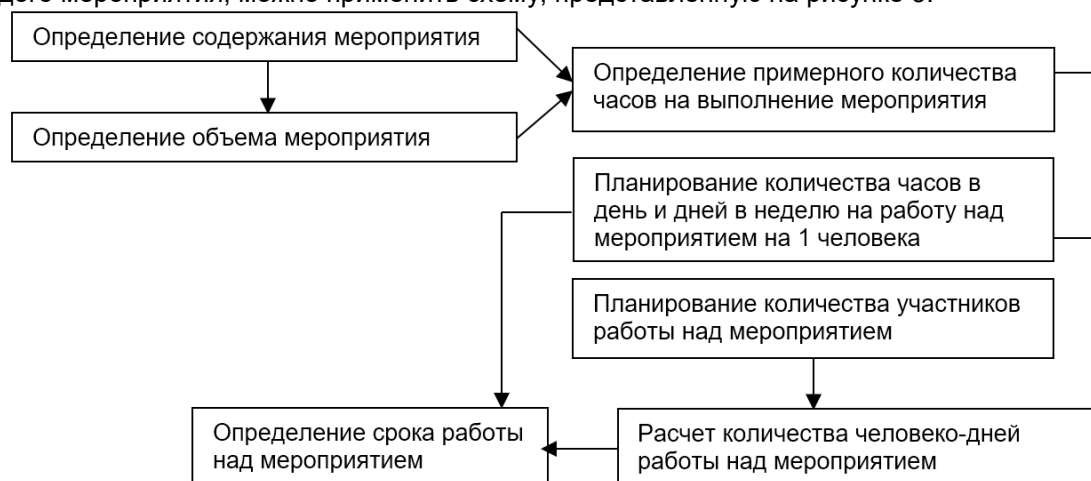 дего мероприятия, можно применить схему, представленную на рисунке
Определение содержания мероприятия
Определение объема мероприятия
Определение примерного количества
часов на выполнение мероприятия
Планирование количества часов в
день и дней в неделю на работу над
мероприятием на 1 человека
Планирование количества участников
работы над мероприятием
Определение срока работы
над мероприятием
Расчет количества человеко-дней
работы над мероприятием